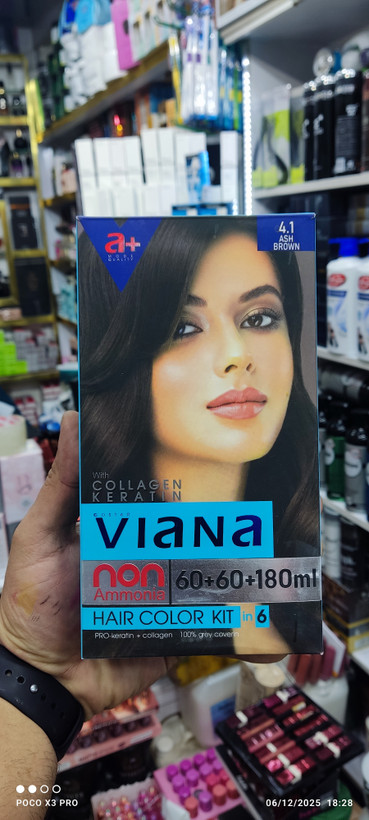 a+
4.1
ASH
BROWN
With
COLLAGEN
KERATIN
VIANA
non
Ammonia
60+60+180ml
HAIR COLOR KIT in 6
PRO-keratin + collagen 100% grey covering
POCO X3 PRO
06/12/2025 18:28